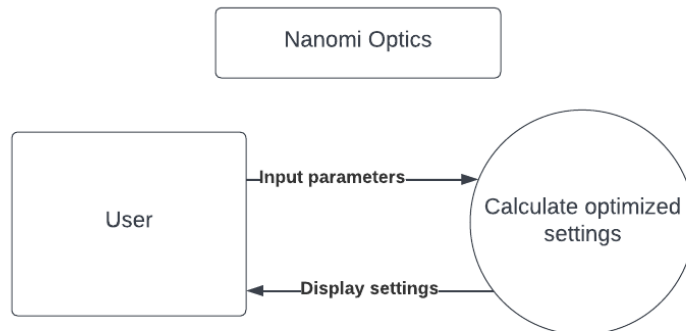 Nanomi Optics
Input parameters
User
Calculate optimized
settings
Display settings